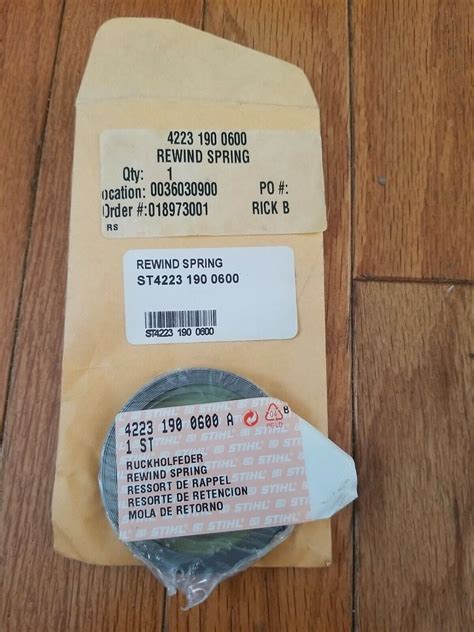 4223 190 0600
REWIND SPRING
Qty: 1
ocation: 0036030900 PO #:
Order #:018973001 RICK B
RS
REWIND SPRING
ST4223 190 0600
ST4223 190 0600
4223 190 0600 A B
1 ST
RUCKHOLFEDER
REWIND SPRING
RESSORT DE RAPPEL
RESORTE DE RETENCION
MOLA DE RETORNO
STIHL